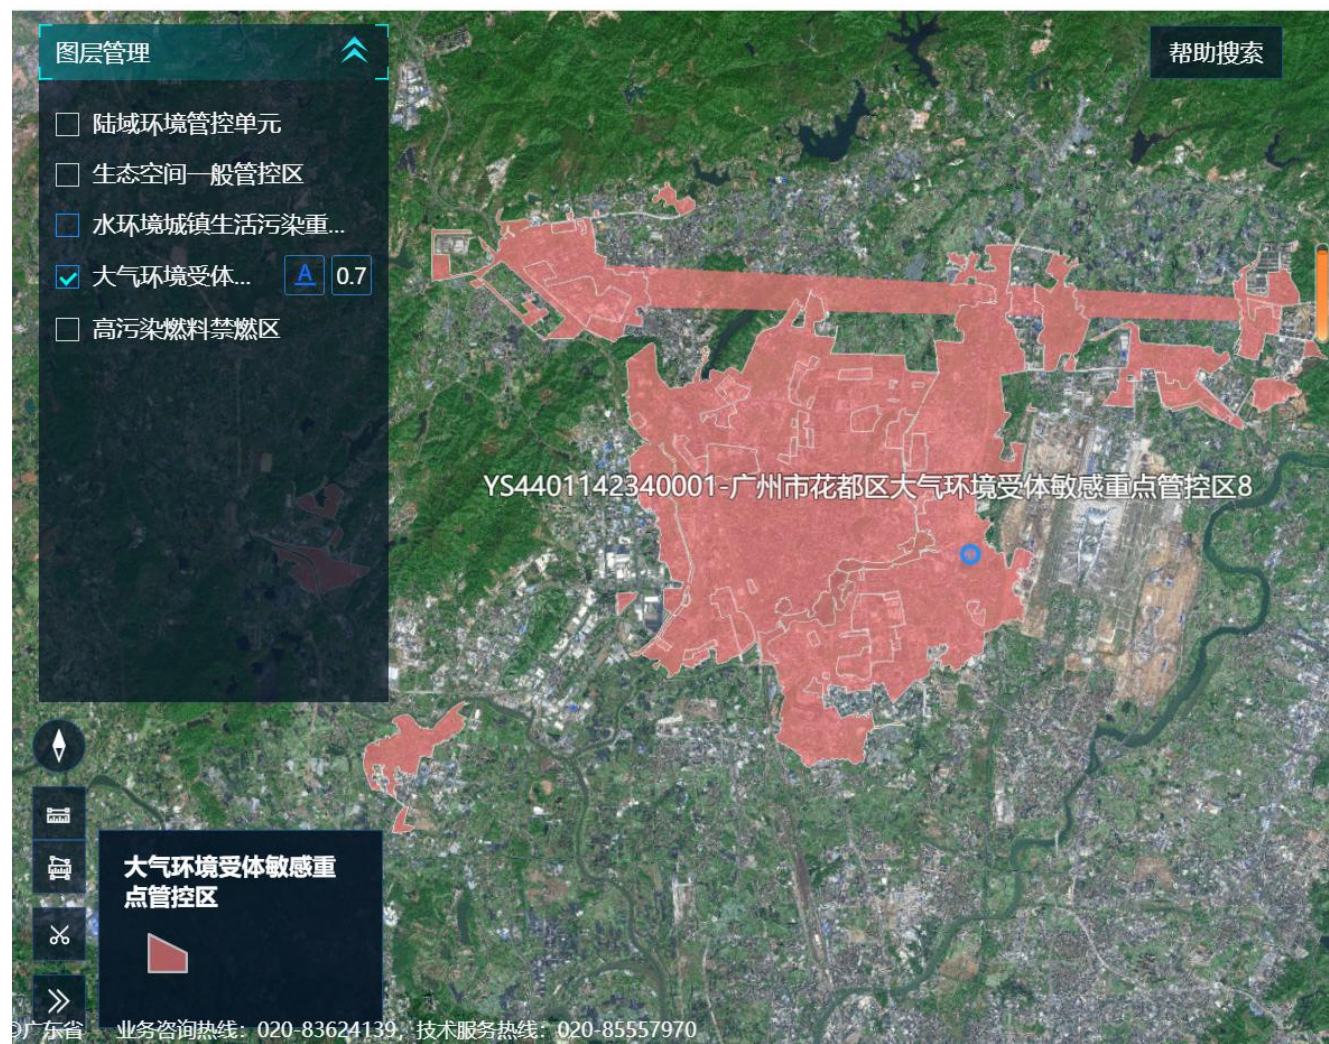 图层管理
帮助搜索
陆域环境管控单元
生态空间一般管控区
水环境城镇生活污染重...
大气环境受体... A 0.7
高污染燃料禁燃区
YS4401142340001-广州市花都区大气环境受体敏感重点管控区8
大气环境受体敏感重
点管控区
©广东省 业务咨询热线：020-83624139，技术服务热线：020-85557970